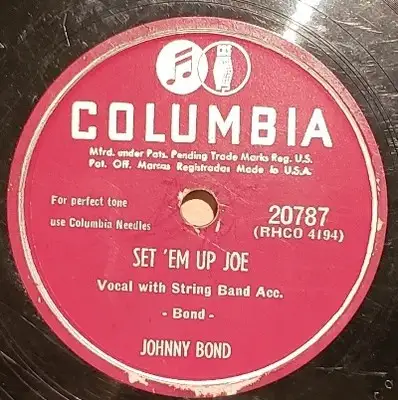 COLUMBIA
Mfrd. under Pats. Pending Trade Marks Reg. U.S.
Pat. Off. Marcas Registradas Made in U.S.A.
For perfect tone
use Columbia Needles
20787
(RHCO 4194)
SET 'EM UP JOE
Vocal with String Band Acc.
- Bond -
JOHNNY BOND